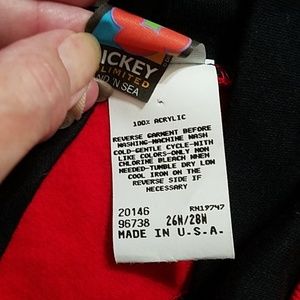 ICKEY
NLIMITED
ND 'N SEA
100% ACRYLIC
REVERSE GARMENT BEFORE
WASHING-MACHINE WASH
COLD-GENTLE CYCLE-WITH
LIKE COLORS-ONLY NON
CHLORINE BLEACH WHEN
NEEDED-TUMBLE DRY LOW
COOL IRON ON THE
REVERSE SIDE IF
NECESSARY
20146 RN19747
96738 26W/28W
MADE IN U.S.A.